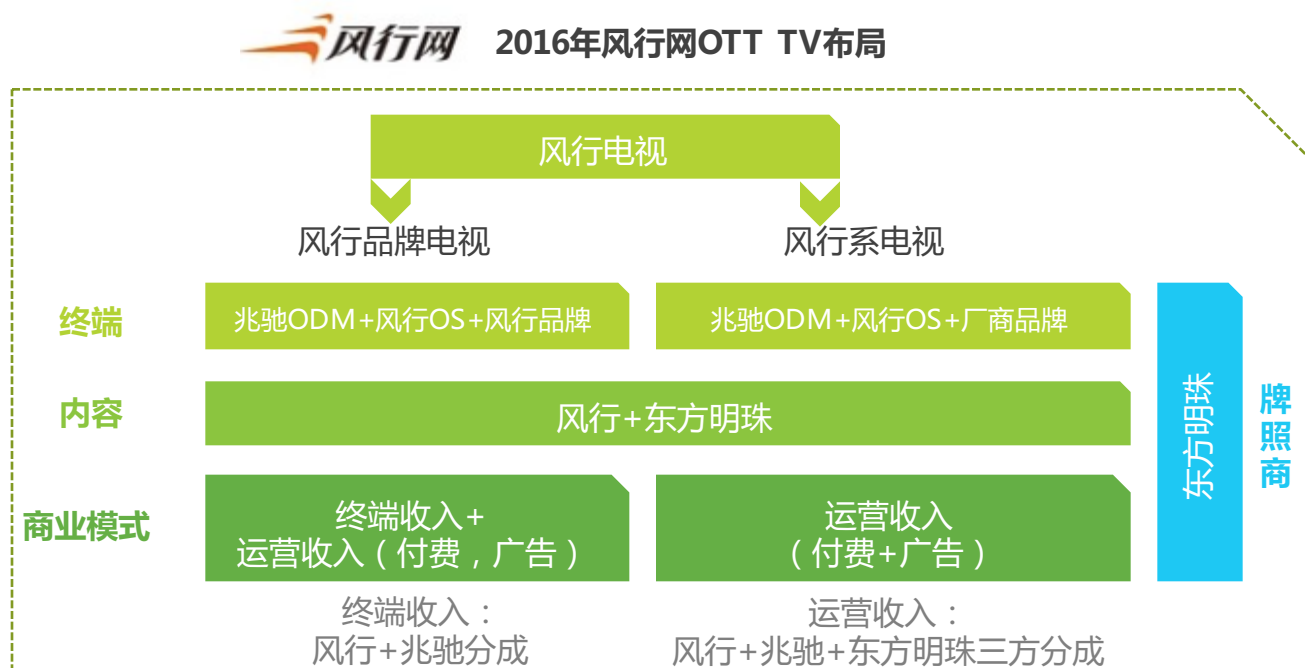 风行网 2016年风行网OTT TV布局
风行电视
风行品牌电视
风行系电视
终端
兆驰ODM+风行OS+风行品牌
兆驰ODM+风行OS+厂商品牌
内容
风行+东方明珠
商业模式
终端收入+
运营收入（付费，广告）
运营收入
（付费+广告）
东方明珠
牌照商
终端收入：
风行+兆驰分成
运营收入：
风行+兆驰+东方明珠三方分成